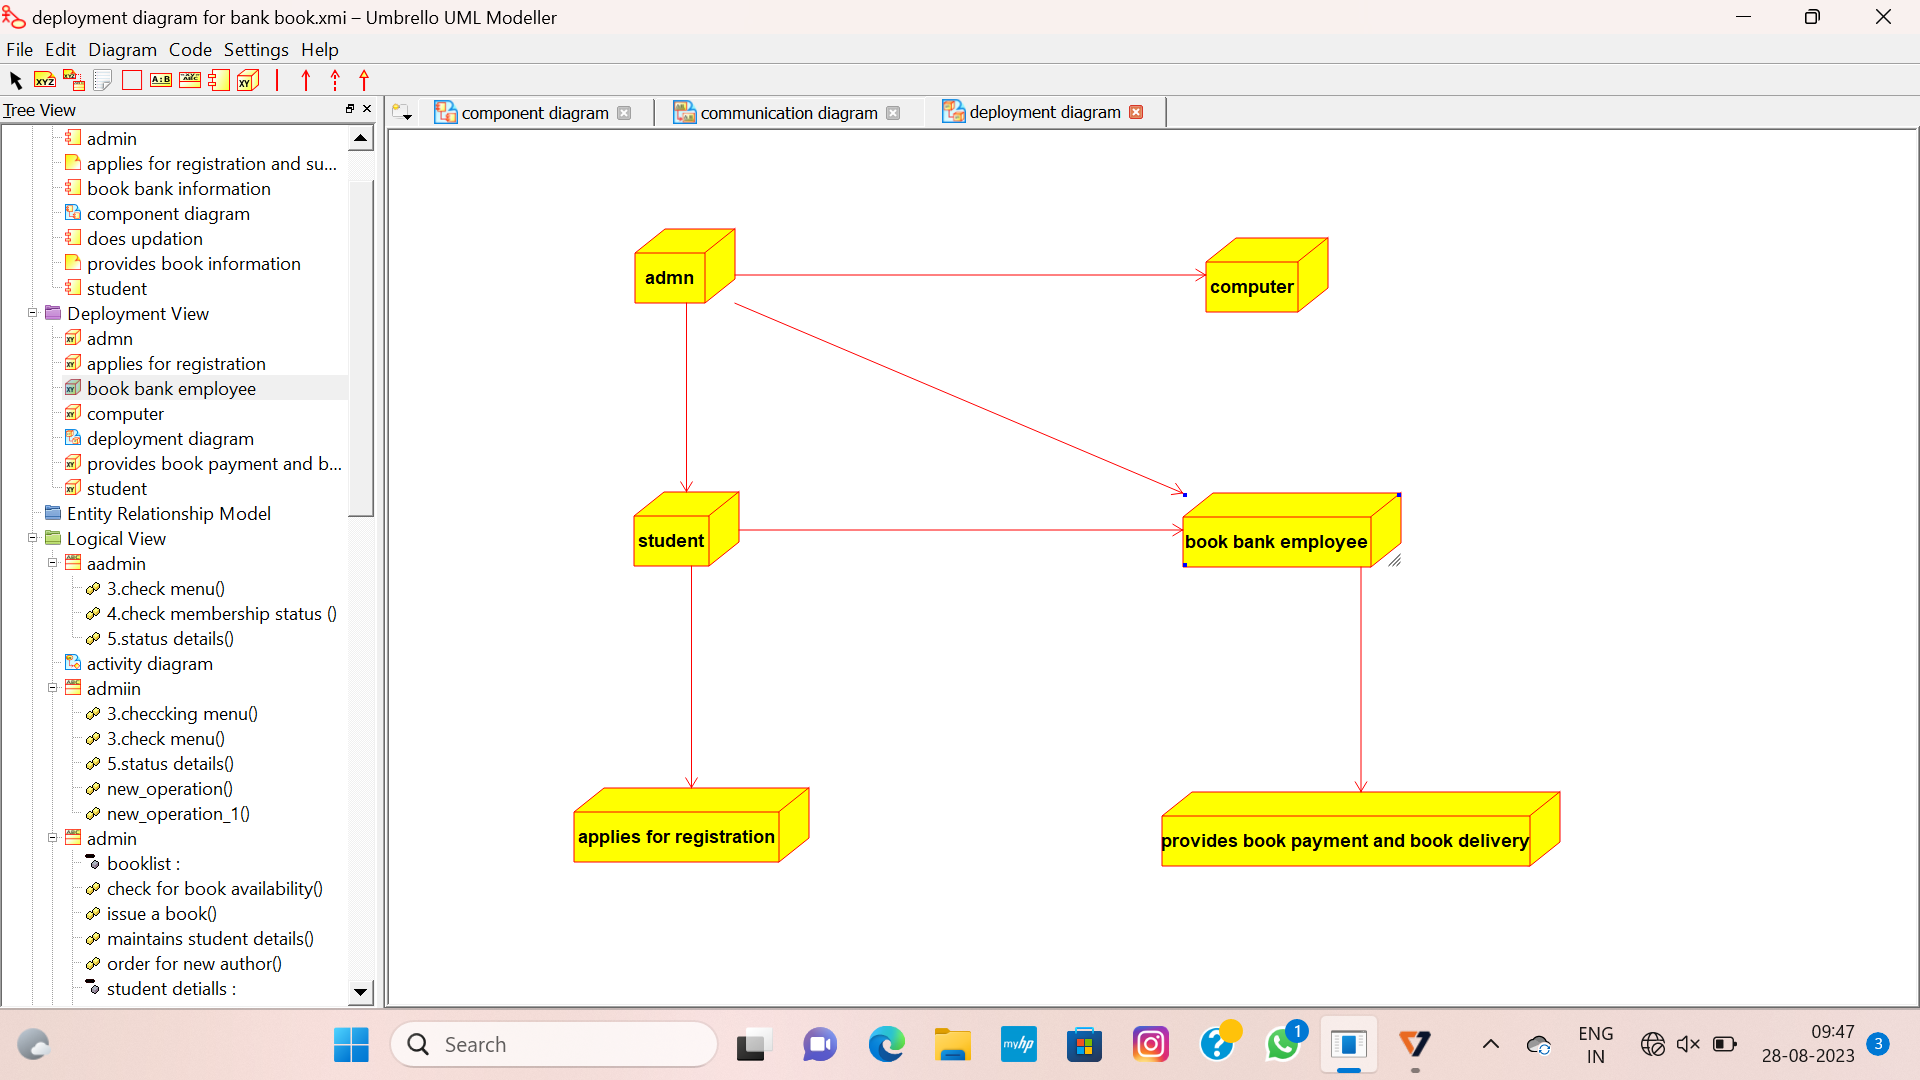 deployment diagram for bank book.xmi – Umbrello UML Modeller
File Edit Diagram Code Settings Help
Tree View
component diagram
communication diagram
deployment diagram
admin
applies for registration and su...
book bank information
component diagram
does updation
provides book information
student
Deployment View
admn
applies for registration
book bank employee
computer
deployment diagram
provides book payment and b...
student
Entity Relationship Model
Logical View
aadmin
3.check menu()
4.check membership status ()
5.status details()
activity diagram
admiin
3.checcking menu()
3.check menu()
5.status details()
new_operation()
new_operation_1()
admin
booklist :
check for book availability()
issue a book()
maintains student details()
order for new author()
student detialls :
admn
computer
student
book bank employee
applies for registration
provides book payment and book delivery
Search
myhp
1
ENG
IN
09:47
28-08-2023
3